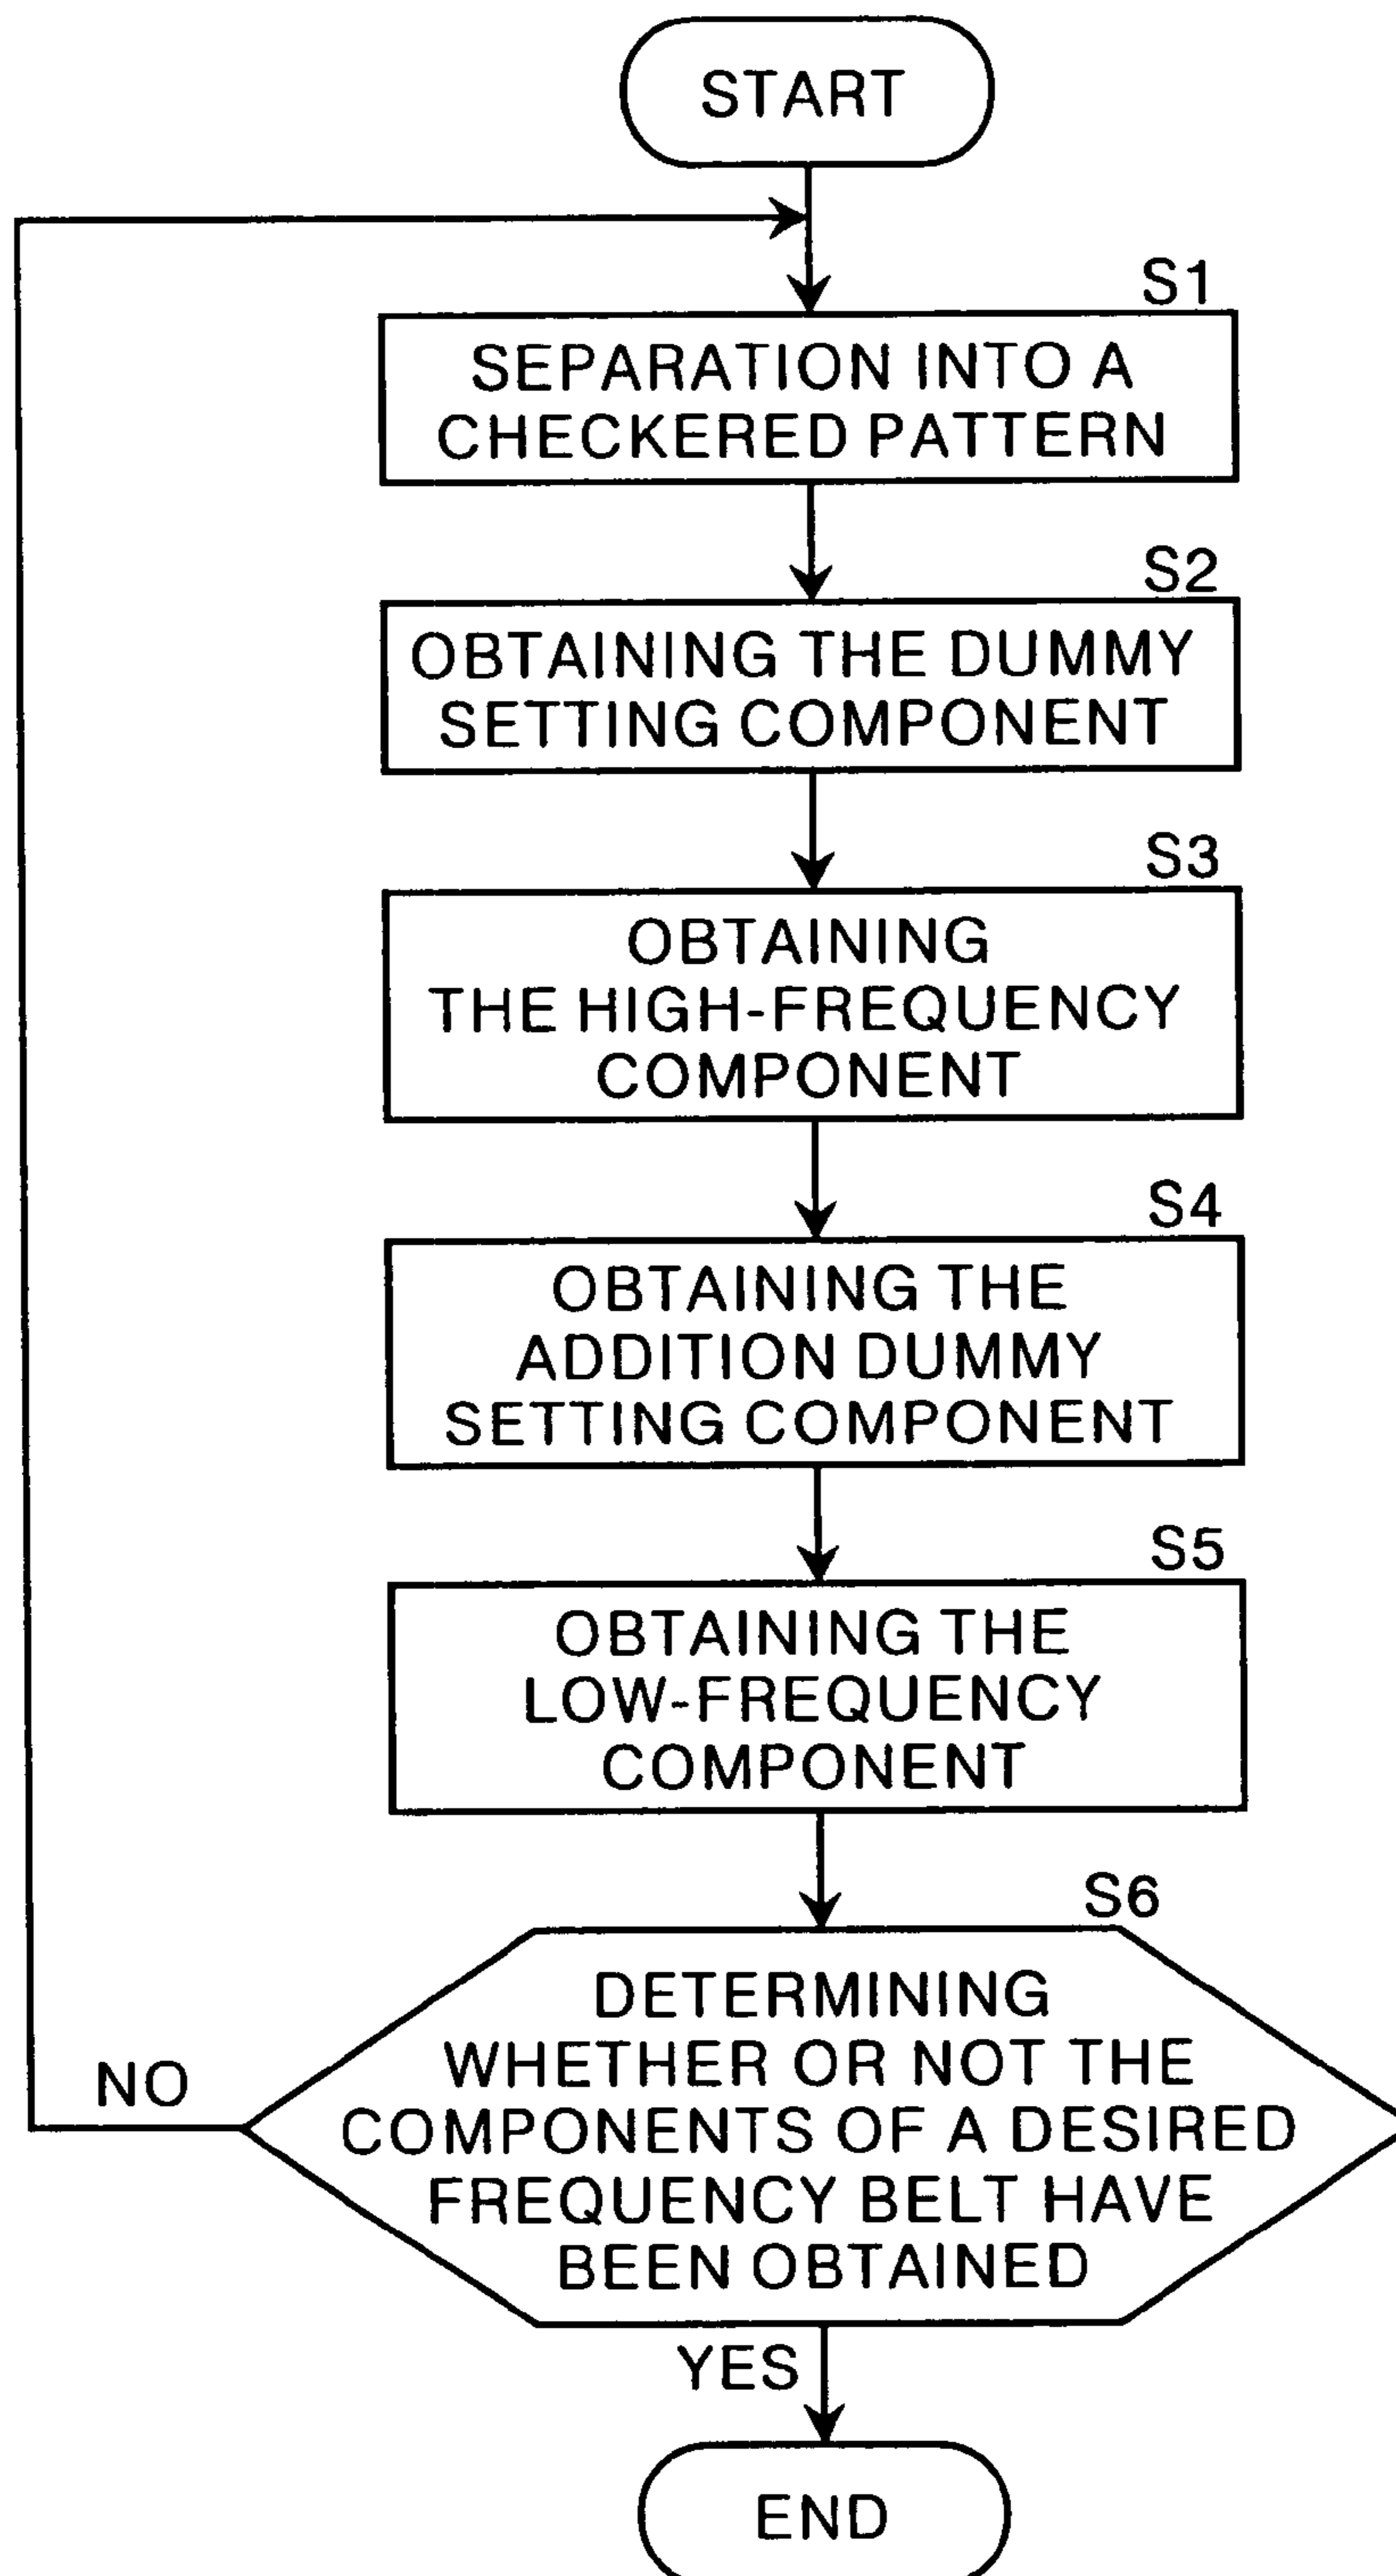 START
S1
SEPARATION INTO A
CHECKERED PATTERN
S2
OBTAINING THE DUMMY
SETTING COMPONENT
S3
OBTAINING
THE HIGH-FREQUENCY
COMPONENT
S4
OBTAINING THE
ADDITION DUMMY
SETTING COMPONENT
S5
OBTAINING THE
LOW-FREQUENCY
COMPONENT
S6
DETERMINING
WHETHER OR NOT THE
COMPONENTS OF A DESIRED
FREQUENCY BELT HAVE
BEEN OBTAINED
NO
YES
END